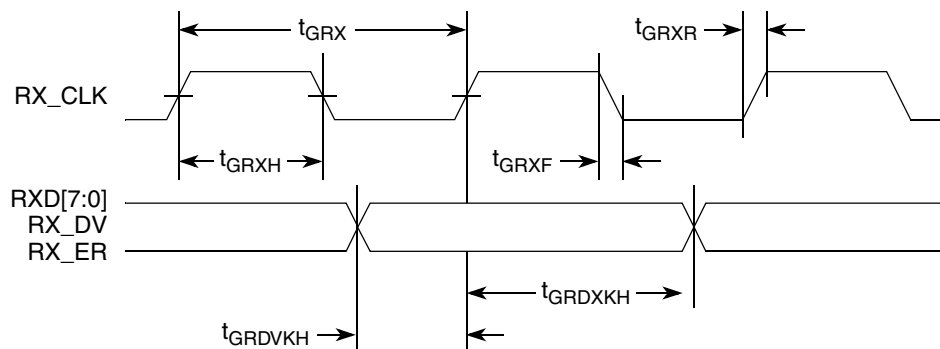 tGRX
tGRXR
RX_CLK
tGRXH
tGRXF
RXD[7:0]
RX_DV
RX_ER
tGRDXKH
tGRDVKH